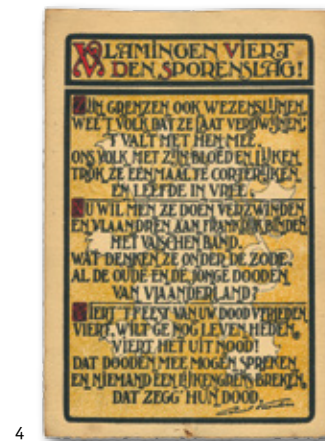 VLAMINGEN VIERT
DEN SPORENSLAG!
ZIJN GRENZEN OOK WEZENSLIJNEN,
WEET 'T VOLK DAT ZE LAAT VERDWIJNEN;
'T VALT MET HEN MEE.
ONS VOLK MET ZIJN BLOED EN LIJKEN
TROK ZE EEN MAAL TE CORTERIJKEN,
EN LEEFDE IN VREE.
NU WIL MEN ZE DOEN VERZWINDEN
EN VLAANDREN AAN FRANKRIJK BINDEN
MET VALSCHEN BAND.
WAT DENKEN ZE ONDER DE ZODE,
AL DE OUDE EN DE JONGE DOODEN
VAN VLAANDERLAND?
VIERT 'T FEEST VAN UW DOOD VERLEDEN,
VIERT, WILT GE NOG LEVEN HEDEN,
VIERT HET UIT NOOD!
DAT DOODEN MEE MOGEN SPREKEN
EN NIEMAND EEN LIJKENGRENS BREKEN,
DAT ZEGG' HUN DOOD.
4